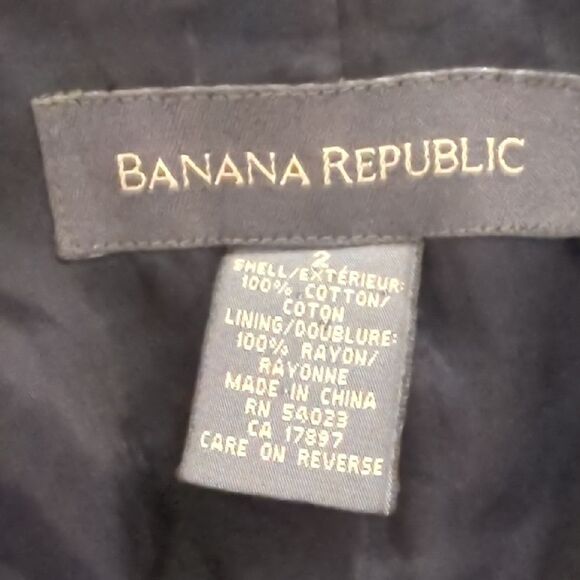 BANANA REPUBLIC
2
SHELL/EXTÉRIEUR:
100% COTTON/
COTON
LINING/DOUBLURE:
100% RAYON/
RAYONNE
MADE IN CHINA
RN 54023
CA 17897
CARE ON REVERSE